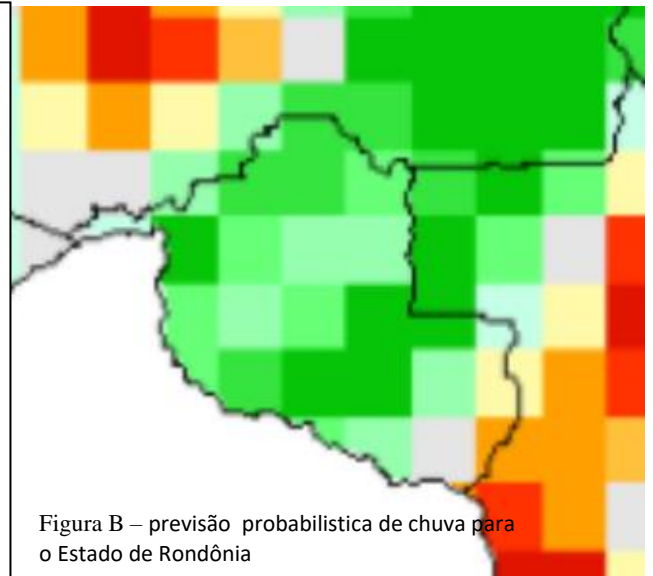 Figura B – previsão probabilistica de chuva para
o Estado de Rondônia